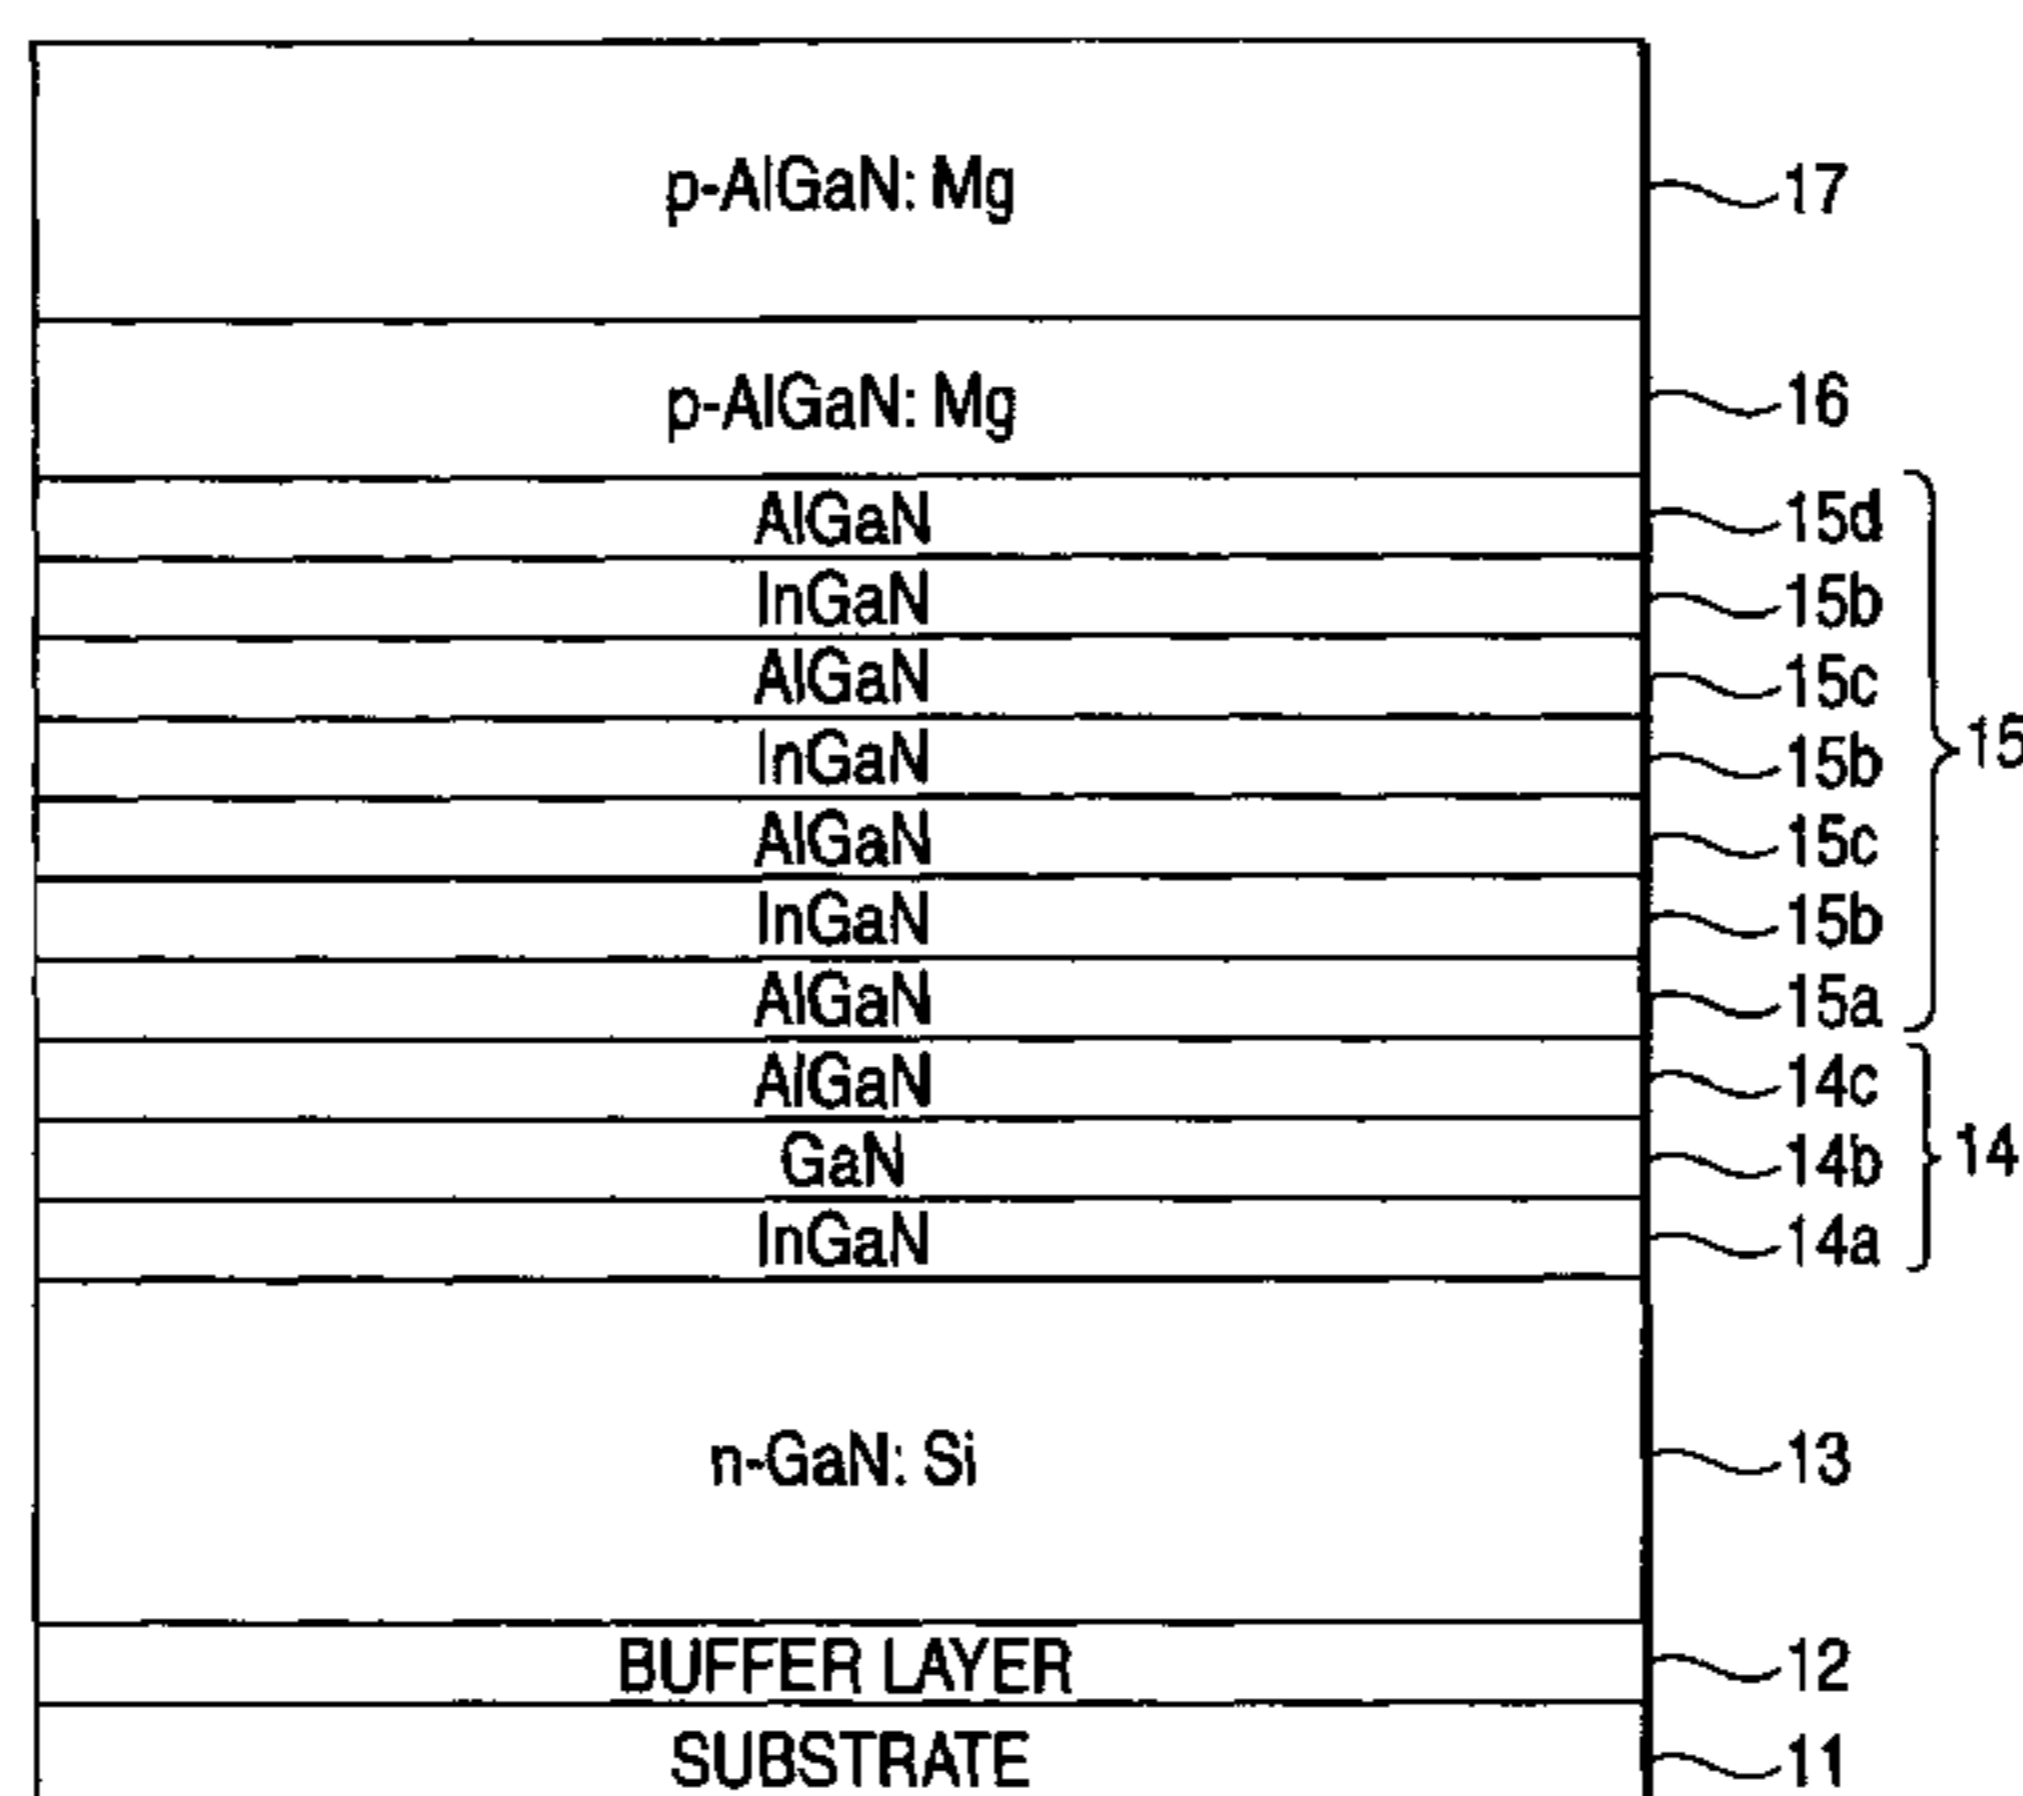 p-AlGaN: Mg 17
p-AlGaN: Mg 16
AlGaN 15d
InGaN 15b
AlGaN 15c
InGaN 15b
15
AlGaN 15c
InGaN 15b
AlGaN 15a
AlGaN 14c
GaN 14b
14
InGaN 14a
n-GaN: Si 13
BUFFER LAYER 12
SUBSTRATE 11